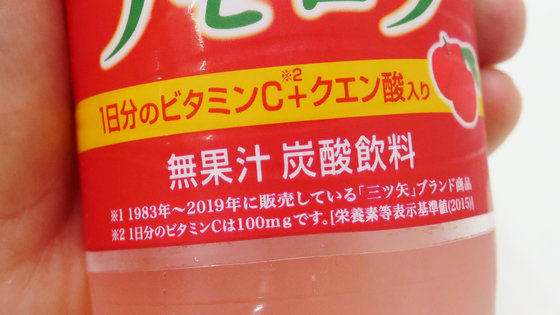 1日分のビタミンC※2+クエン酸入り
無果汁 炭酸飲料
※1 1983年～2019年に販売している「三ツ矢」ブランド商品
※2 1日分のビタミンCは100mgです。[栄養素等表示基準値(2015)]